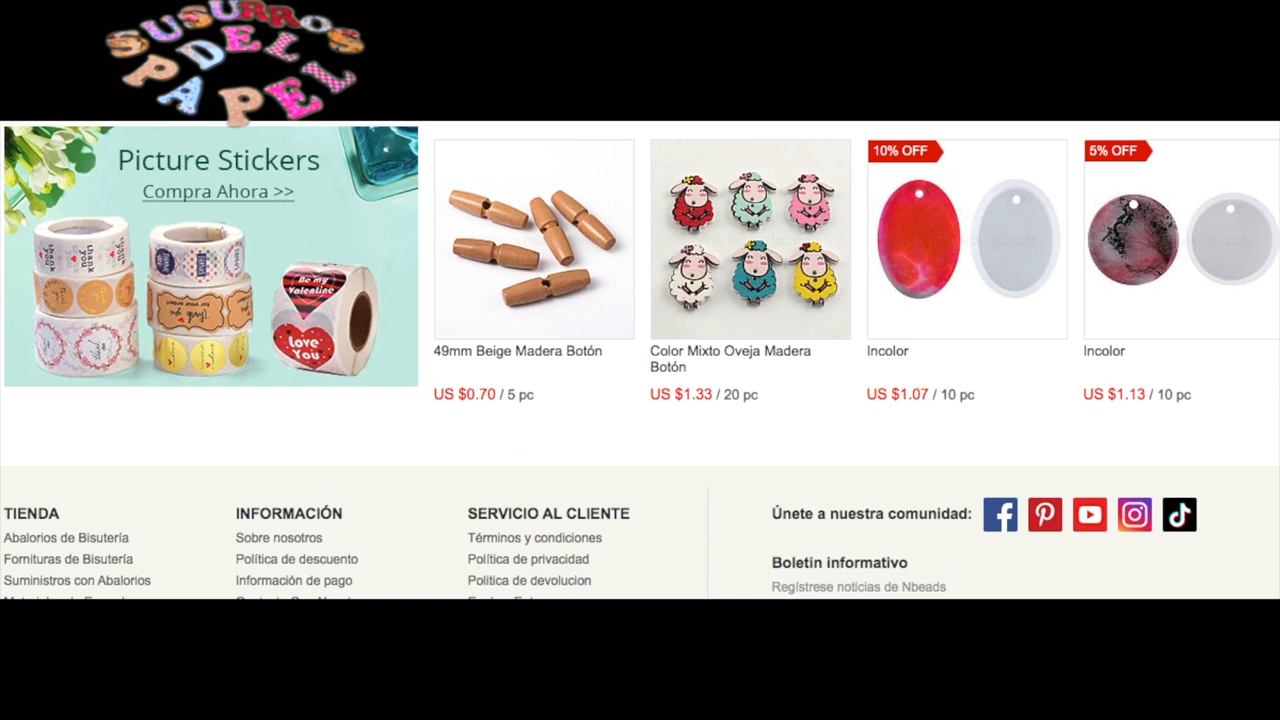 SUSURROS
DEL
PAPEL
Picture Stickers
Compra Ahora >>
thank you
Be my
Valentine
Love
You
10% OFF
5% OFF
49mm Beige Madera Botón
Color Mixto Oveja Madera
Botón
Incolor
Incolor
US $0.70 / 5 pc
US $1.33 / 20 pc
US $1.07 / 10 pc
US $1.13 / 10 pc
TIENDA
Abalorios de Bisutería
Fornituras de Bisutería
Suministros con Abalorios
INFORMACIÓN
Sobre nosotros
Política de descuento
Información de pago
SERVICIO AL CLIENTE
Términos y condiciones
Política de privacidad
Politica de devolucion
Únete a nuestra comunidad:
Boletin informativo
Regístrese noticias de Nbeads